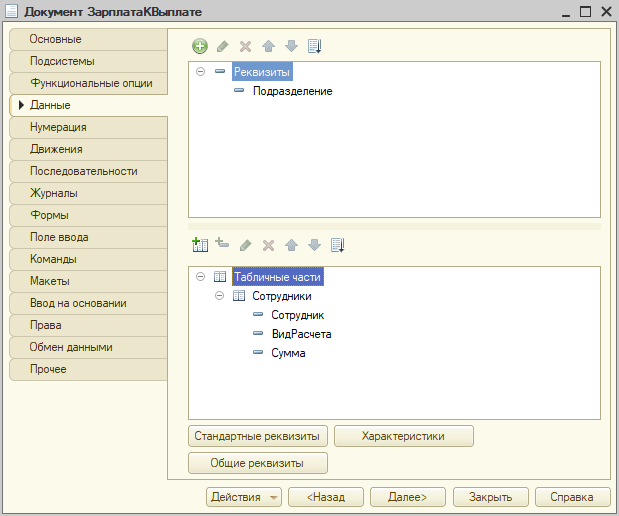 Документ ЗарплатаКВыплате
Основные
Подсистемы
Функциональные опции
Данные
Нумерация
Движения
Последовательности
Журналы
Формы
Поле ввода
Команды
Макеты
Ввод на основании
Права
Обмен данными
Прочее
Реквизиты
Подразделение
Табличные части
Сотрудники
Сотрудник
ВидРасчета
Сумма
Стандартные реквизиты Характеристики
Общие реквизиты
Действия <Назад Далее> Закрыть Справка